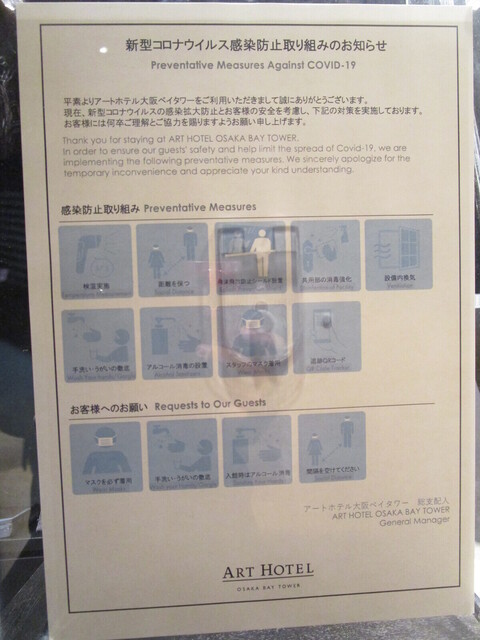 新型コロナウイルス感染防止取り組みのお知らせ
Preventative Measures Against COVID-19
平素よりアートホテル大阪ベイタワーをご利用いただきまして誠にありがとうございます。
現在、新型コロナウイルスの感染拡大防止とお客様の安全を考慮し、下記の対策を実施しております。
お客様には何卒ご理解とご協力を賜りますようお願い申し上げます。
Thank you for staying at ART HOTEL OSAKA BAY TOWER.
In order to ensure our guests' safety and help limit the spread of Covid-19, we are
implementing the following preventative measures. We sincerely apologize for the
temporary inconvenience and appreciate your kind understanding.
感染防止取り組み Preventative Measures
検温実施
距離を保つ
飛沫飛び防止シールド設置
共用部の消毒強化
設備内換気
手洗い・うがいの徹底
アルコール消毒の設置
スタッフのマスク着用
追跡QRコード
お客様へのお願い Requests to Our Guests
マスクを必ず着用
手洗い・うがいの徹底
入館時はアルコール消毒
間隔を空けてください
アートホテル大阪ベイタワー 総支配人
ART HOTEL OSAKA BAY TOWER
General Manager
ART HOTEL
OSAKA BAY TOWER